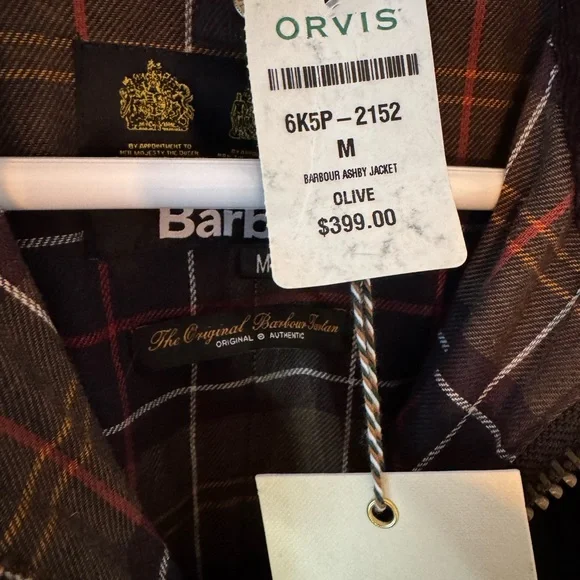 ORVIS
6K5P-2152
M
BARBOUR ASHBY JACKET
OLIVE
$399.00
BY APPOINTMENT TO
HER MAJESTY THE QUEEN
Barb
M
The Original Barbour Tartan
ORIGINAL & AUTHENTIC